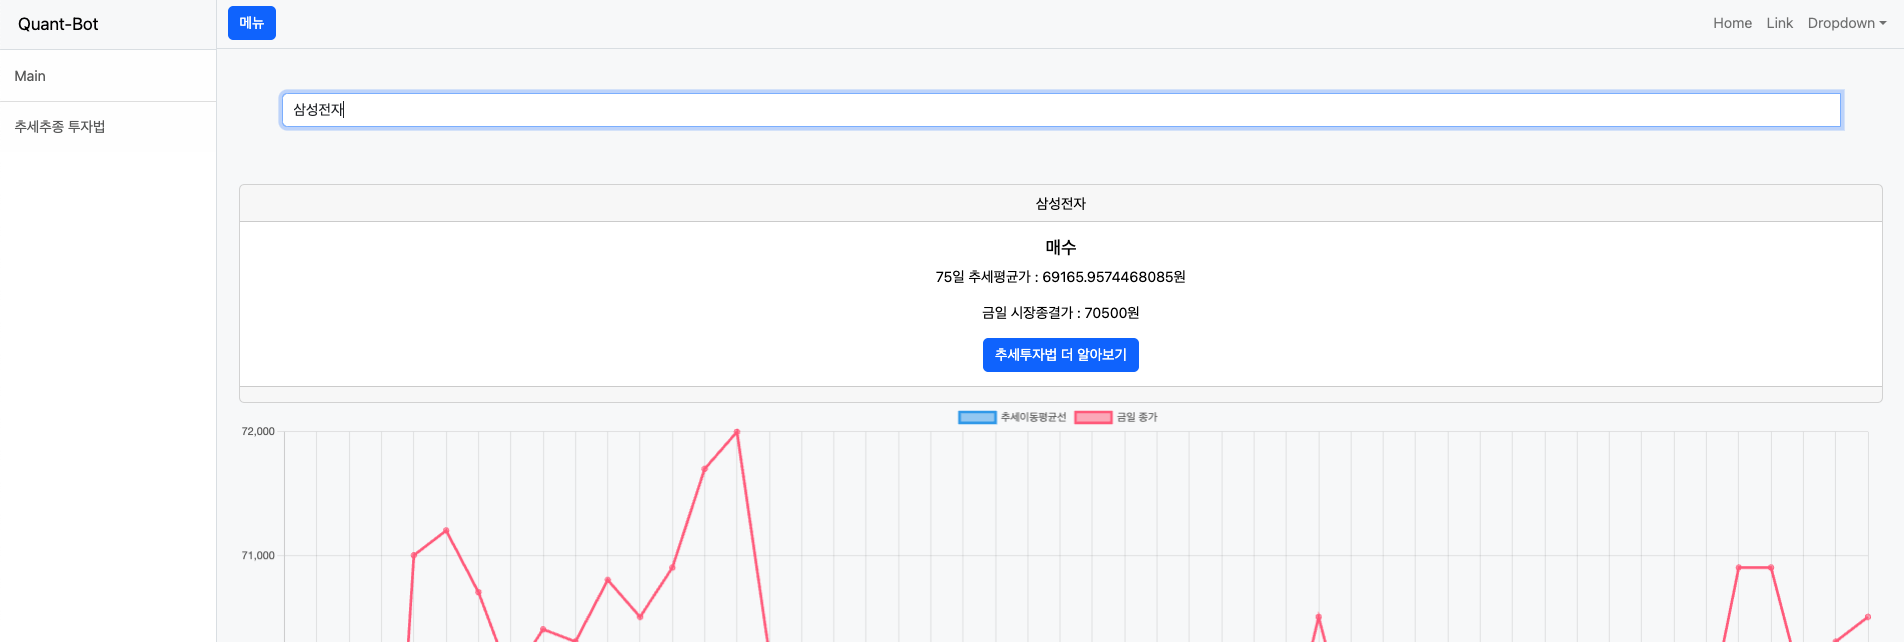 Quant-Bot
메뉴
Home Link Dropdown
Main
추세추종 투자법
삼성전자
삼성전자
매수
75일 추세평균가 : 69165.9574468085원
금일 시장종결가 : 70500원
추세투자법 더 알아보기
추세이동평균선 금일 종가
72,000
71,000